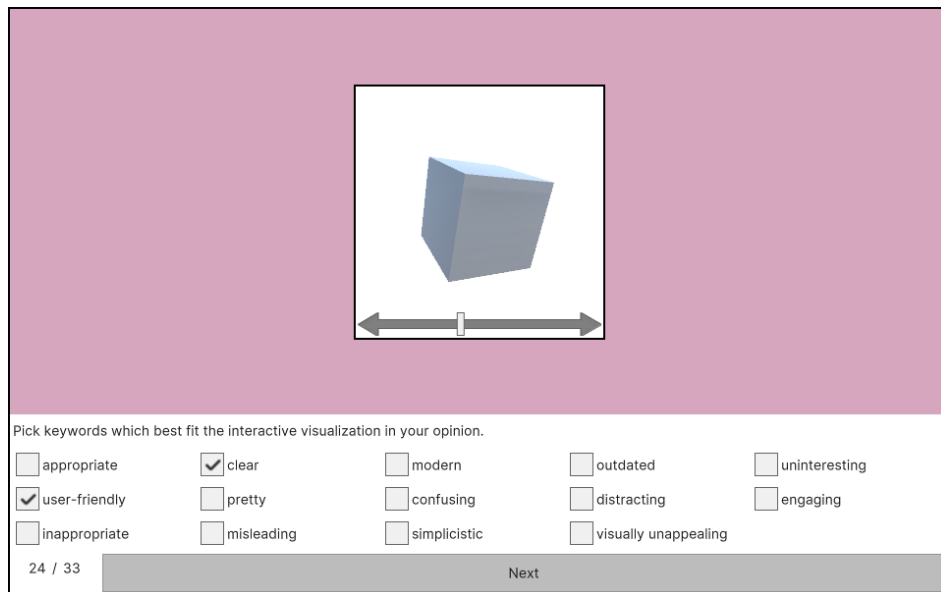 Pick keywords which best fit the interactive visualization in your opinion.
appropriate clear modern outdated uninteresting
user-friendly pretty confusing distracting engaging
inappropriate misleading simplicistic visually unappealing
24 / 33 Next